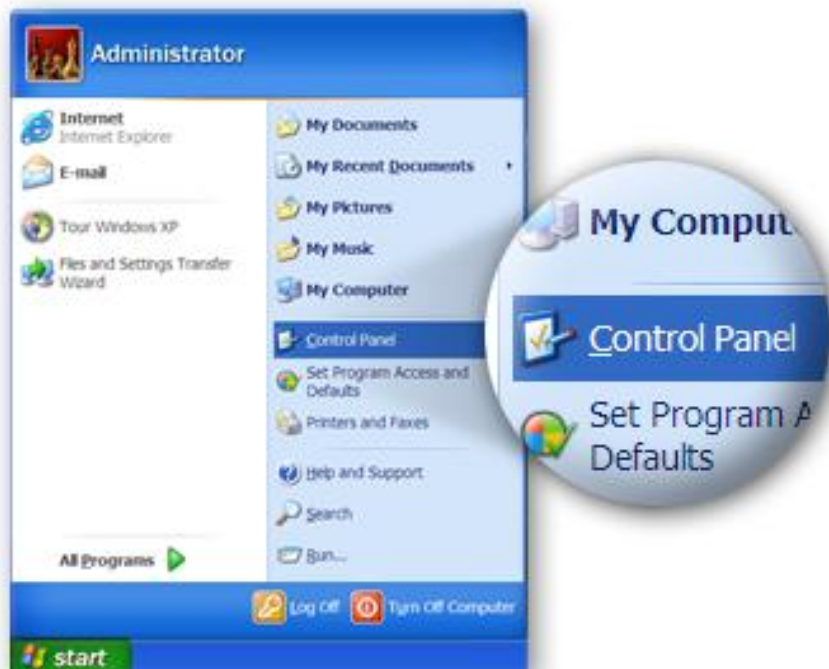 Administrator
Internet
Internet Explorer
E-mail
Tour Windows XP
Files and Settings Transfer
Wizard
All Programs
My Documents
My Recent Documents
My Pictures
My Music
My Computer
Control Panel
Set Program Access and
Defaults
Printers and Faxes
Help and Support
Search
Run...
Log Off
Turn Off Computer
start
My Comput
Control Panel
Set Program A
Defaults